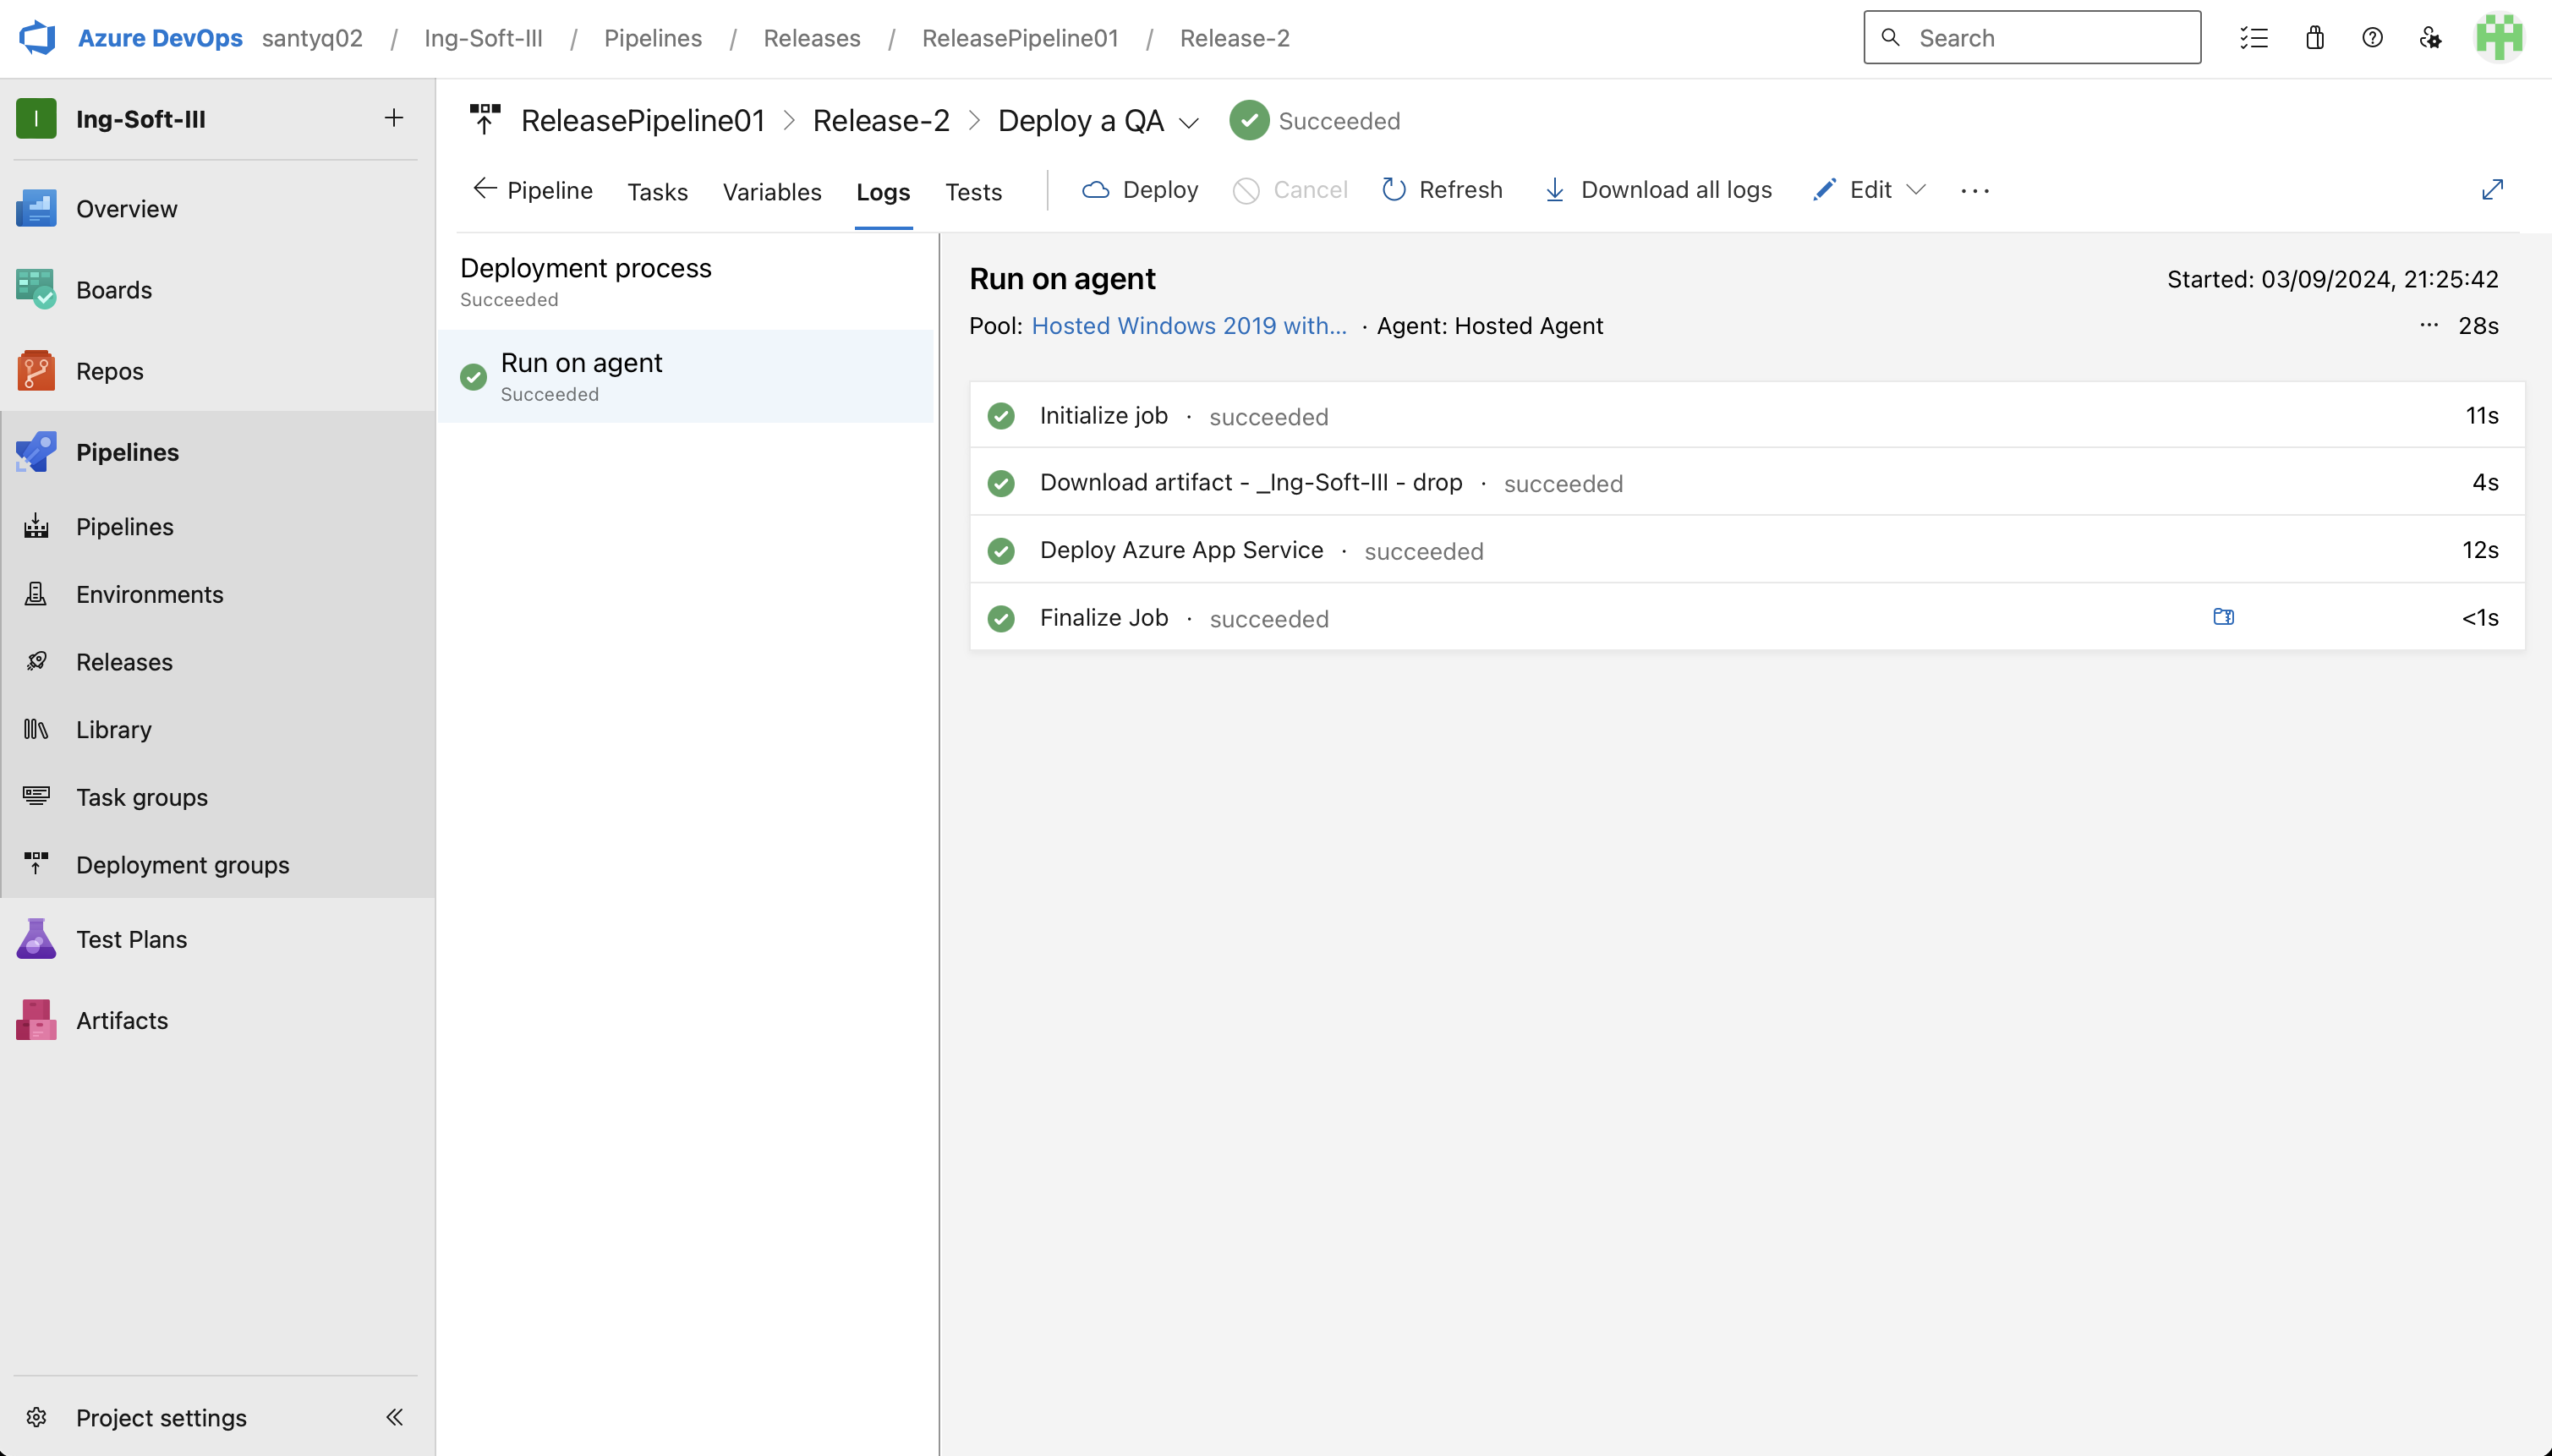 Azure DevOps santyq02 / Ing-Soft-III / Pipelines / Releases / ReleasePipeline01 / Release-2
Search
I Ing-Soft-III
Overview
Boards
Repos
Pipelines
Pipelines
Environments
Releases
Library
Task groups
Deployment groups
Test Plans
Artifacts
Project settings
ReleasePipeline01 > Release-2 > Deploy a QA Succeeded
Pipeline Tasks Variables Logs Tests Deploy Cancel Refresh Download all logs Edit ...
Deployment process
Succeeded
Run on agent
Succeeded
Run on agent Started: 03/09/2024, 21:25:42
Pool: Hosted Windows 2019 with... · Agent: Hosted Agent ... 28s
Initialize job · succeeded 11s
Download artifact - _Ing-Soft-III - drop · succeeded 4s
Deploy Azure App Service · succeeded 12s
Finalize Job · succeeded <1s